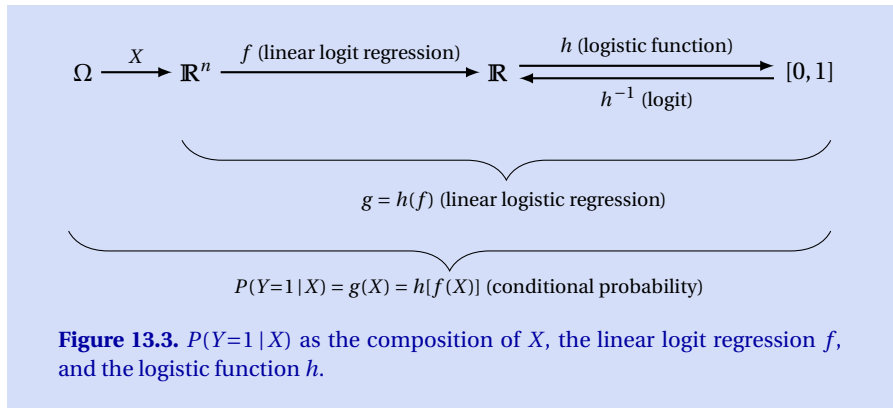 X
f (linear logit regression)
h (logistic function)
Ω
ℝⁿ
ℝ
[0,1]
h⁻¹ (logit)
g = h(f) (linear logistic regression)
P(Y=1|X) = g(X) = h[f(X)] (conditional probability)
Figure 13.3. P(Y=1|X) as the composition of X, the linear logit regression f,
and the logistic function h.